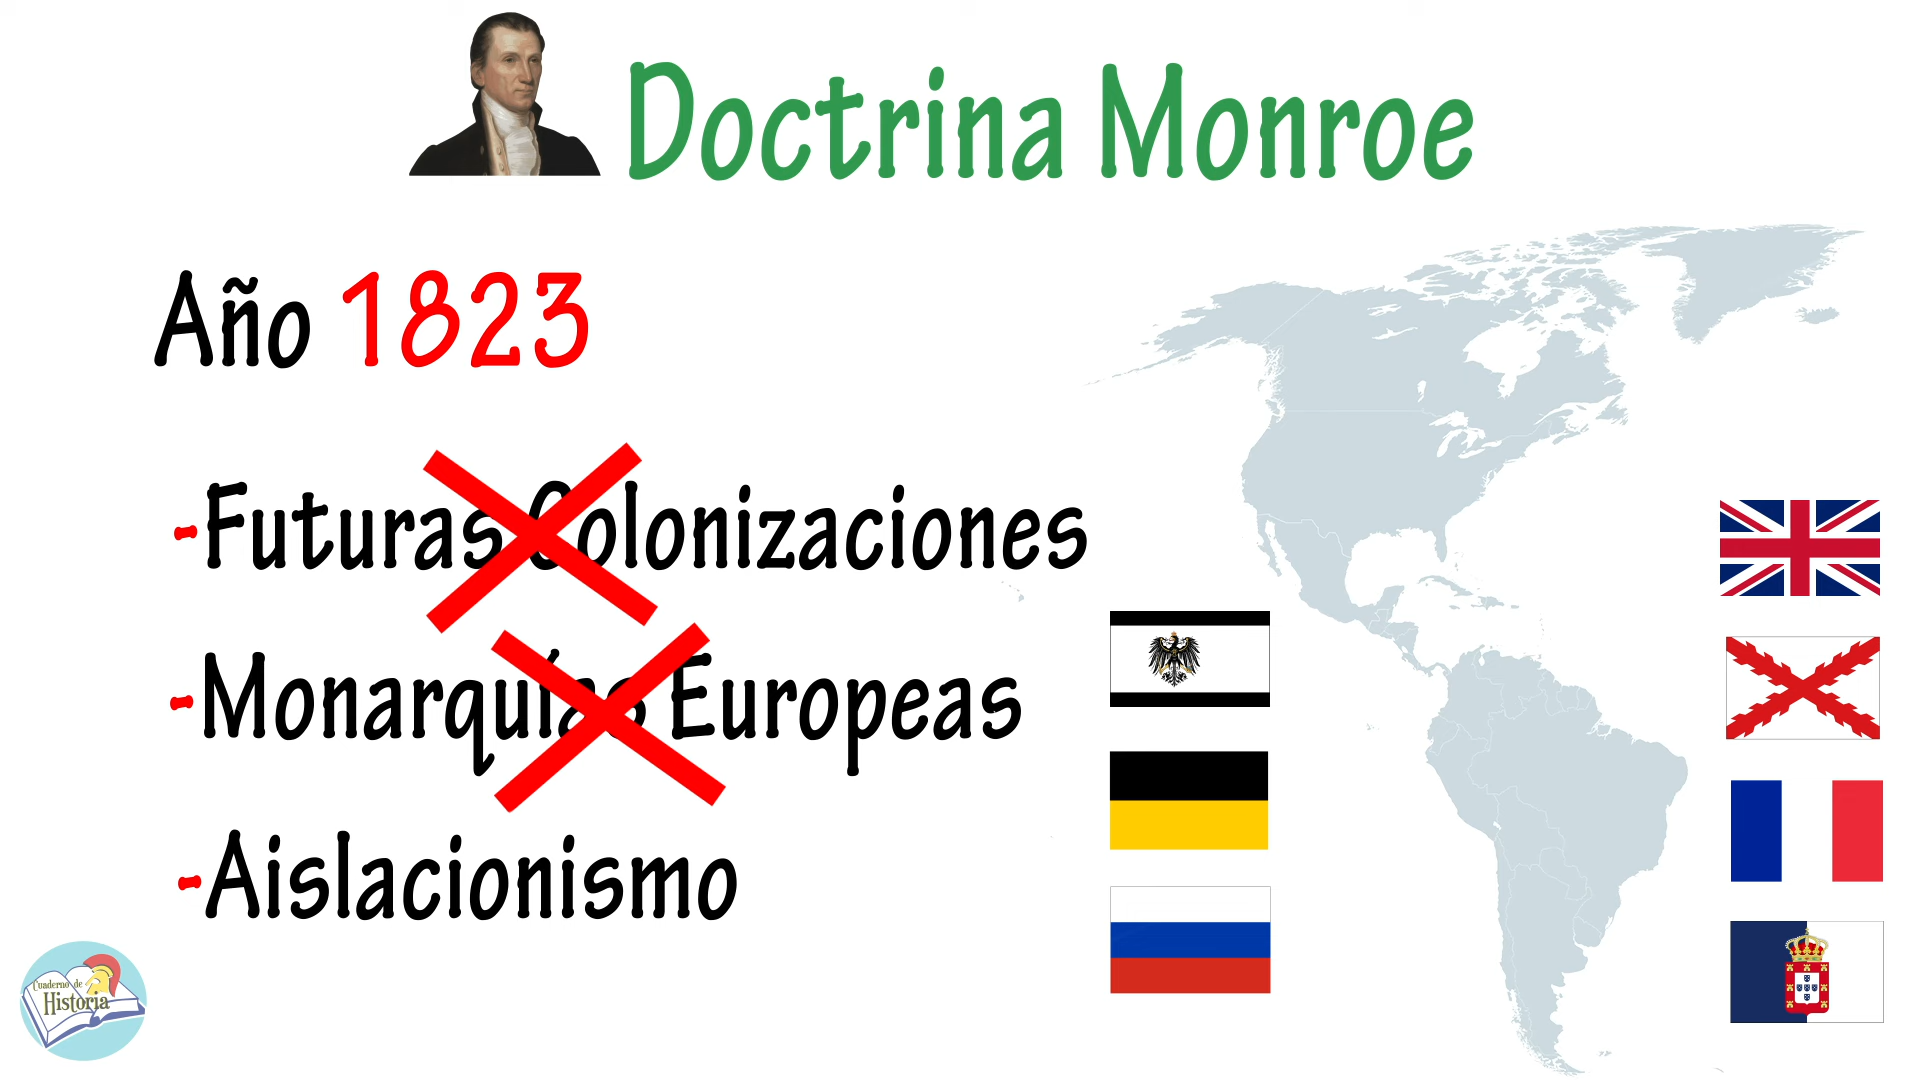 Doctrina Monroe
Año 1823
-Futuras Colonizaciones
-Monarquías Europeas
-Aislacionismo
Cuaderno de
Historia